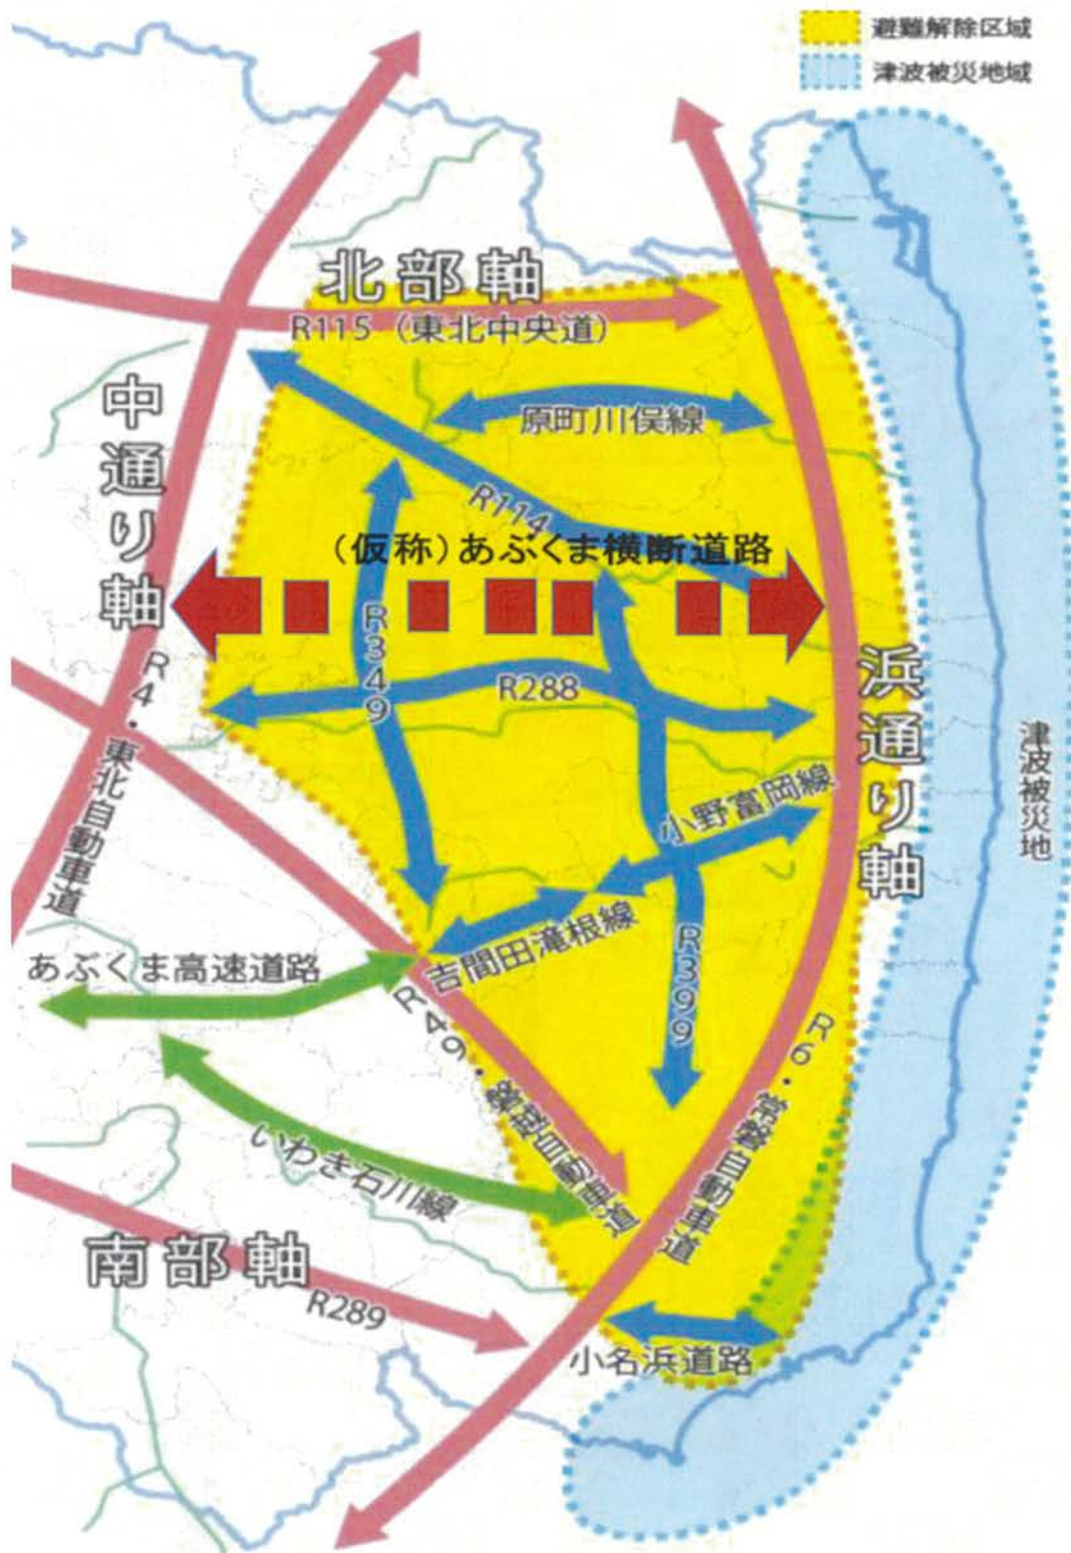 避難解除区域
津波被災地域
北部軸
R115（東北中央道）
中通り軸
原町川俣線
R114
（仮称）あぶくま横断道路
R349
R288
R4・東北自動車道
浜通り軸
津波被災地
小野富岡線
吉間田滝根線
あぶくま高速道路
R399
R49・磐越自動車道
R6・常磐自動車道
いわき石川線
南部軸
R289
小名浜道路